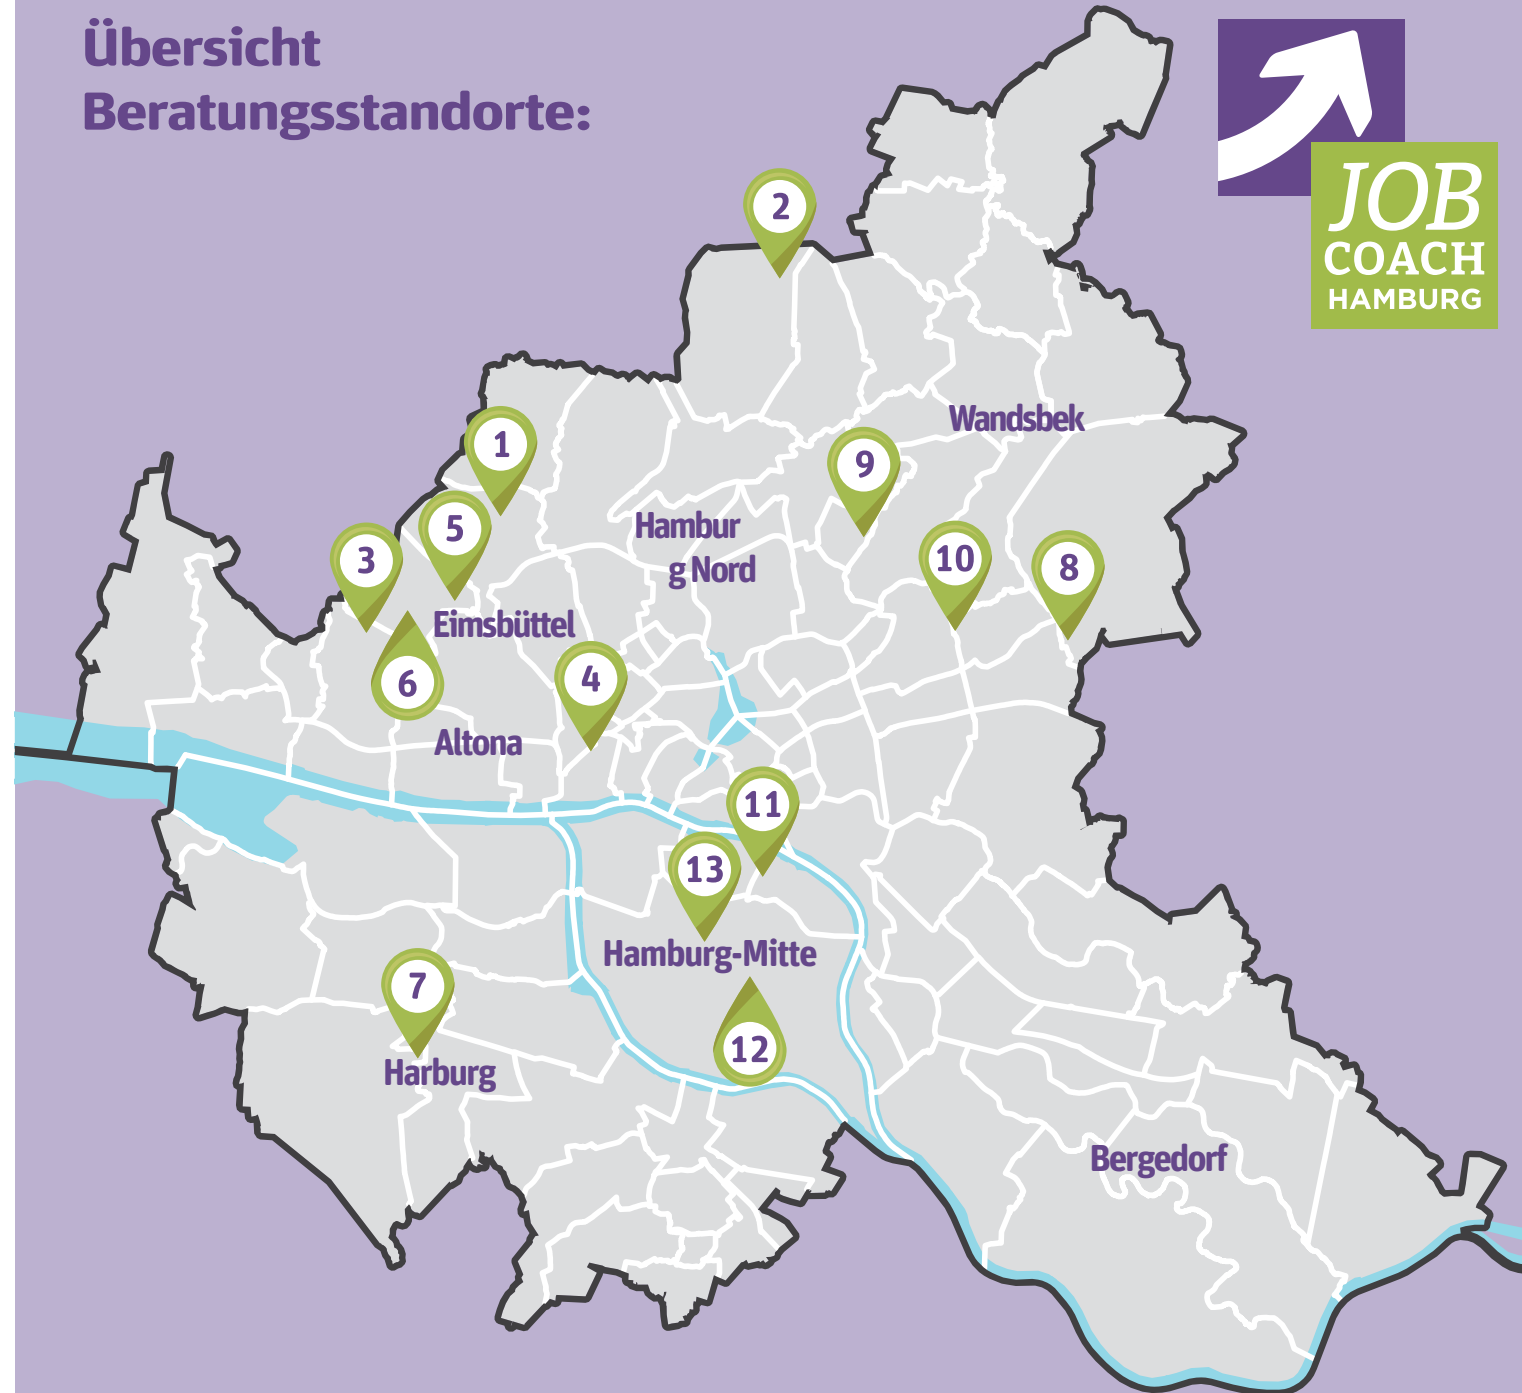 Übersicht
Beratungsstandorte:
JOB
COACH
HAMBURG
2
Wandsbek
1
9
Hambur
g Nord
5
3
10
8
Eimsbüttel
6
4
Altona
11
13
Hamburg-Mitte
7
12
Harburg
Bergedorf